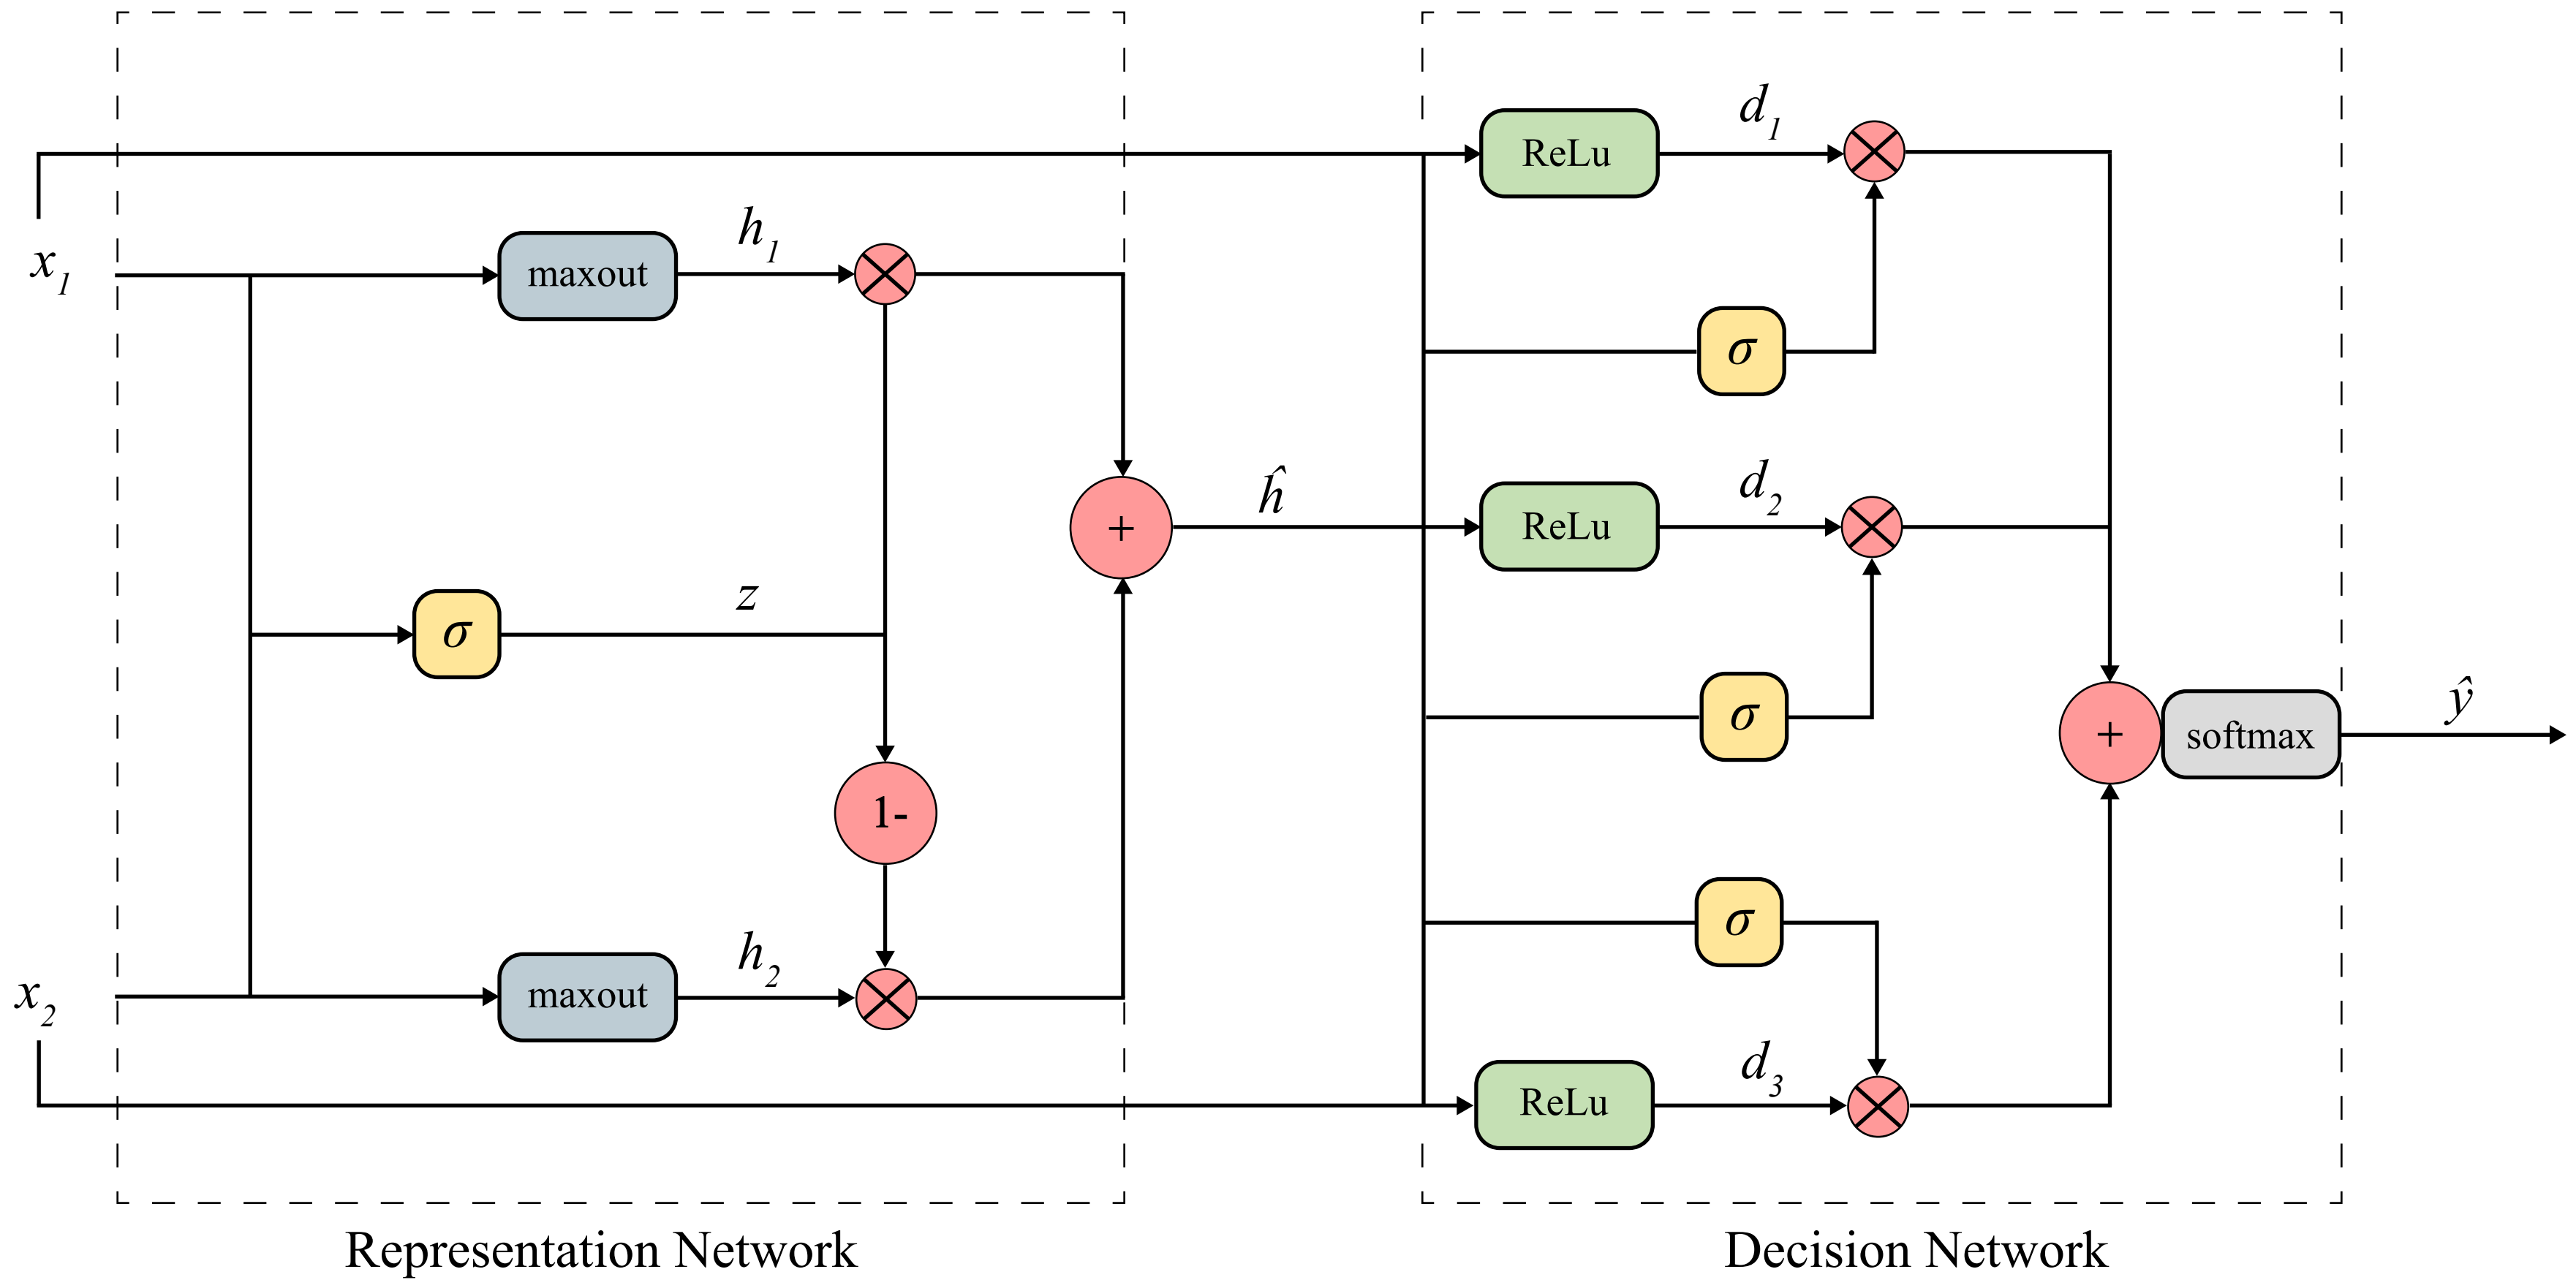 d₁
ReLu
h₁
x₁
maxout
σ
ĥ
d₂
ReLu
+
z
σ
σ
ŷ
+
softmax
1-
σ
h₂
x₂
maxout
d₃
ReLu
Representation Network
Decision Network